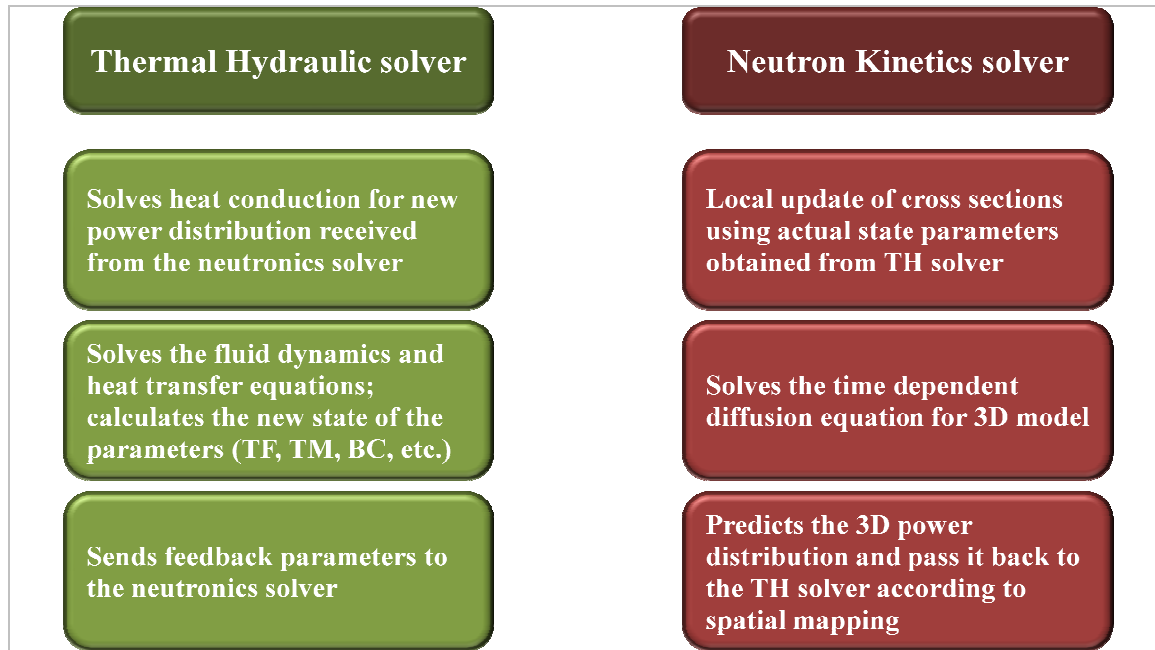 Thermal Hydraulic solver
Solves heat conduction for new
power distribution received
from the neutronics solver
Solves the fluid dynamics and
heat transfer equations;
calculates the new state of the
parameters (TF, TM, BC, etc.)
Sends feedback parameters to
the neutronics solver
Neutron Kinetics solver
Local update of cross sections
using actual state parameters
obtained from TH solver
Solves the time dependent
diffusion equation for 3D model
Predicts the 3D power
distribution and pass it back to
the TH solver according to
spatial mapping